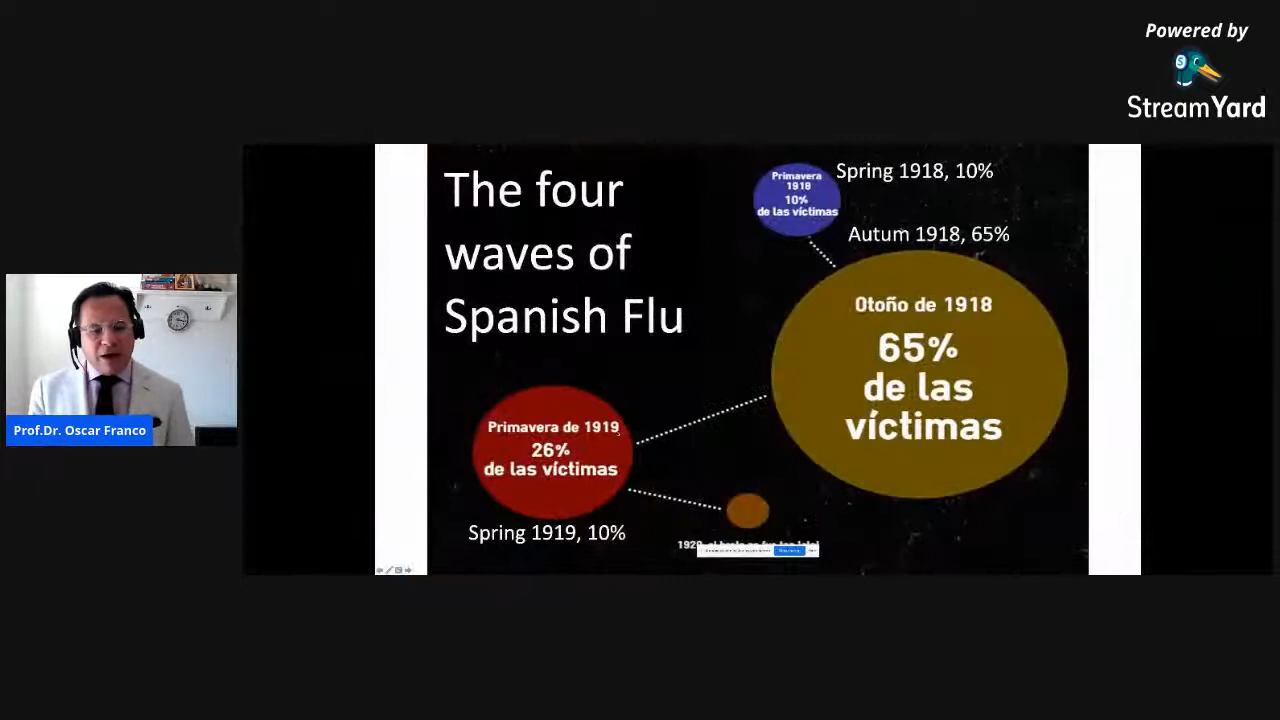 Powered by
StreamYard
The four
waves of
Spanish Flu
Primavera
1918
10%
de las víctimas
Spring 1918, 10%
Autum 1918, 65%
Otoño de 1918
65%
de las
víctimas
Primavera de 1919
26%
de las víctimas
Spring 1919, 10%
Prof.Dr. Oscar Franco